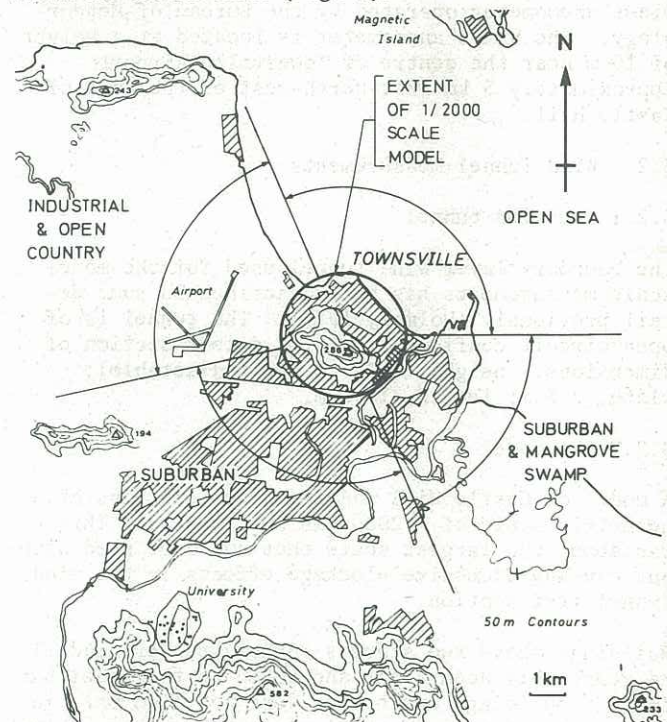 Magnetic
Island
N
EXTENT
OF 1/2000
SCALE
MODEL
243
INDUSTRIAL
& OPEN
COUNTRY
OPEN SEA
TOWNSVILLE
Airport
194
SUBURBAN
& MANGROVE
SWAMP
SUBURBAN
University
50m Contours
582
1km
233